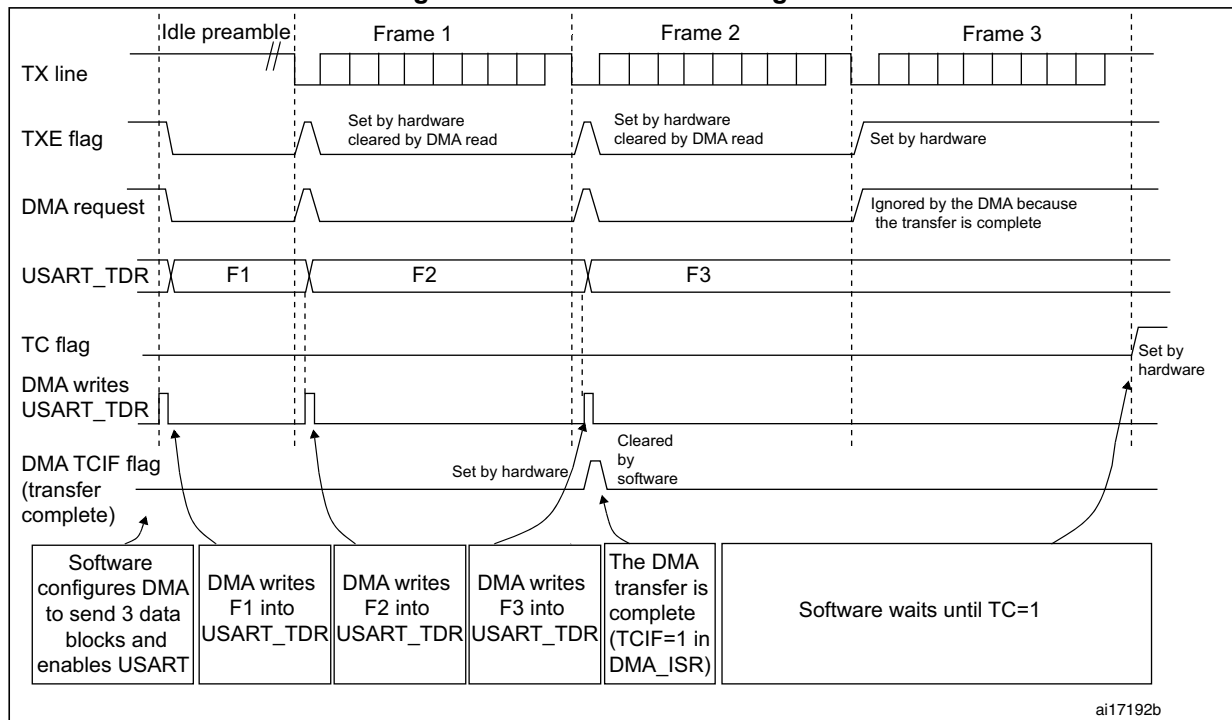 Idle preamble
Frame 1
Frame 2
Frame 3
TX line
TXE flag
Set by hardware
cleared by DMA read
Set by hardware
cleared by DMA read
Set by hardware
DMA request
Ignored by the DMA because
the transfer is complete
USART_TDR
F1
F2
F3
TC flag
Set by
hardware
DMA writes
USART_TDR
DMA TCIF flag
(transfer
complete)
Set by hardware
Cleared
by
software
Software
configures DMA
to send 3 data
blocks and
enables USART
DMA writes
F1 into
USART_TDR
DMA writes
F2 into
USART_TDR
DMA writes
F3 into
USART_TDR
The DMA
transfer is
complete
(TCIF=1 in
DMA_ISR)
Software waits until TC=1
ai17192b